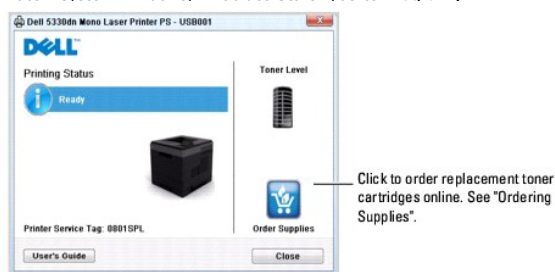 Dell 5330dn Mono Laser Printer PS - USB001
DELL™
Printing Status
Toner Level
Ready
Click to order replacement toner
cartridges online. See "Ordering
Supplies".
Printer Service Tag: 0801SPL
Order Supplies
User's Guide
Close